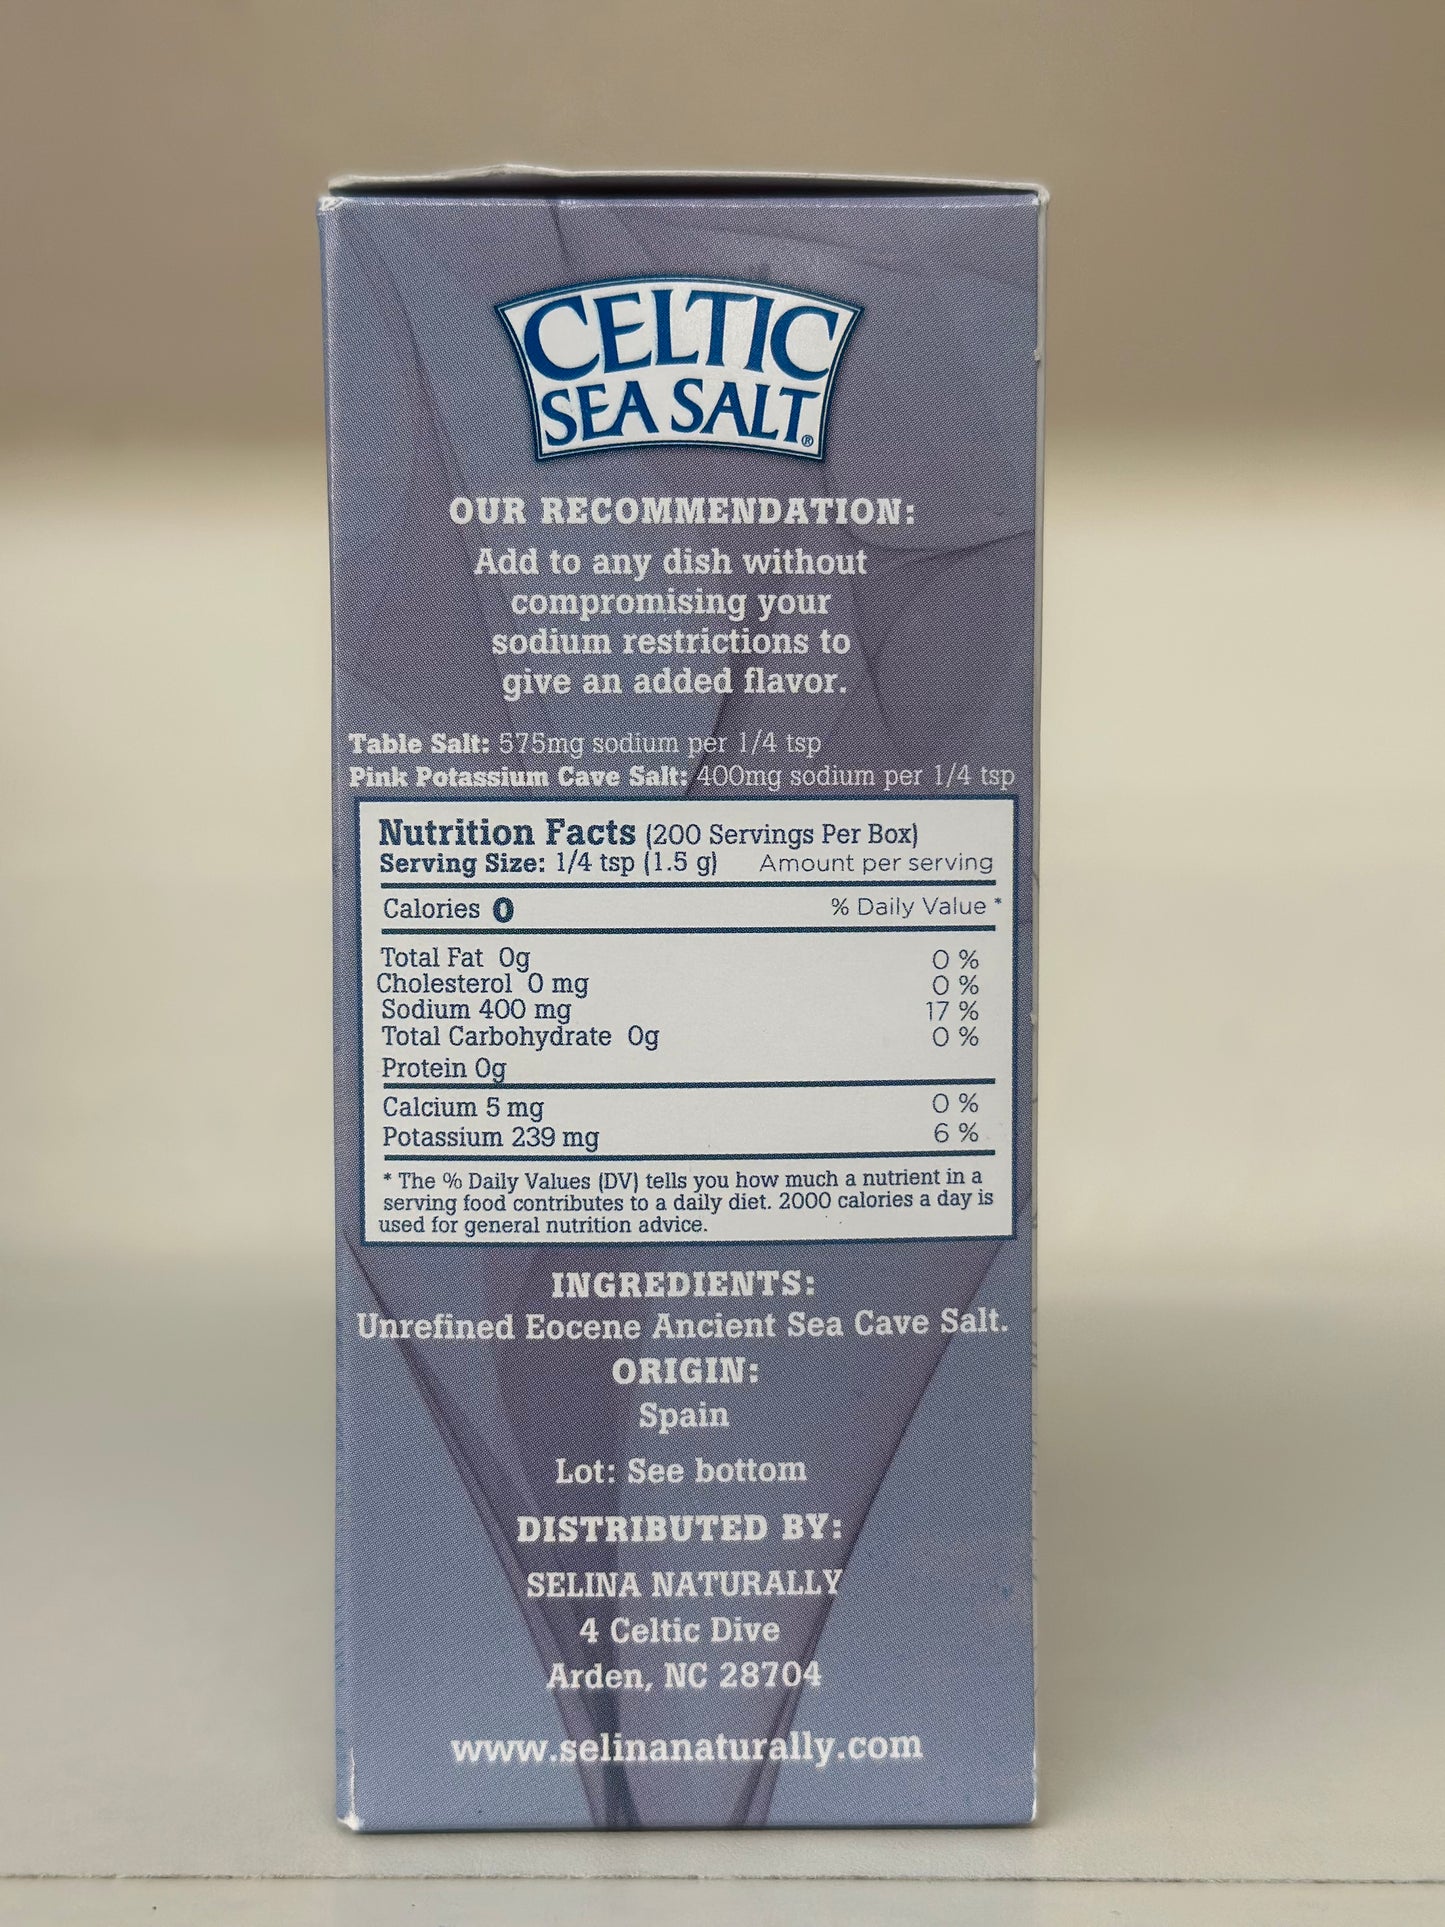 CELTIC
SEA SALT®
OUR RECOMMENDATION:
Add to any dish without
compromising your
sodium restrictions to
give an added flavor.
Table Salt: 575mg sodium per 1/4 tsp
Pink Potassium Cave Salt: 400mg sodium per 1/4 tsp
Nutrition Facts (200 Servings Per Box)
Serving Size: 1/4 tsp (1.5 g) Amount per serving
Calories 0 % Daily Value *
Total Fat 0g 0 %
Cholesterol 0 mg 0 %
Sodium 400 mg 17 %
Total Carbohydrate 0g 0 %
Protein 0g
Calcium 5 mg 0 %
Potassium 239 mg 6 %
* The % Daily Values (DV) tells you how much a nutrient in a
serving food contributes to a daily diet. 2000 calories a day is
used for general nutrition advice.
INGREDIENTS:
Unrefined Eocene Ancient Sea Cave Salt.
ORIGIN:
Spain
Lot: See bottom
DISTRIBUTED BY:
SELINA NATURALLY
4 Celtic Dive
Arden, NC 28704
www.selinanaturally.com